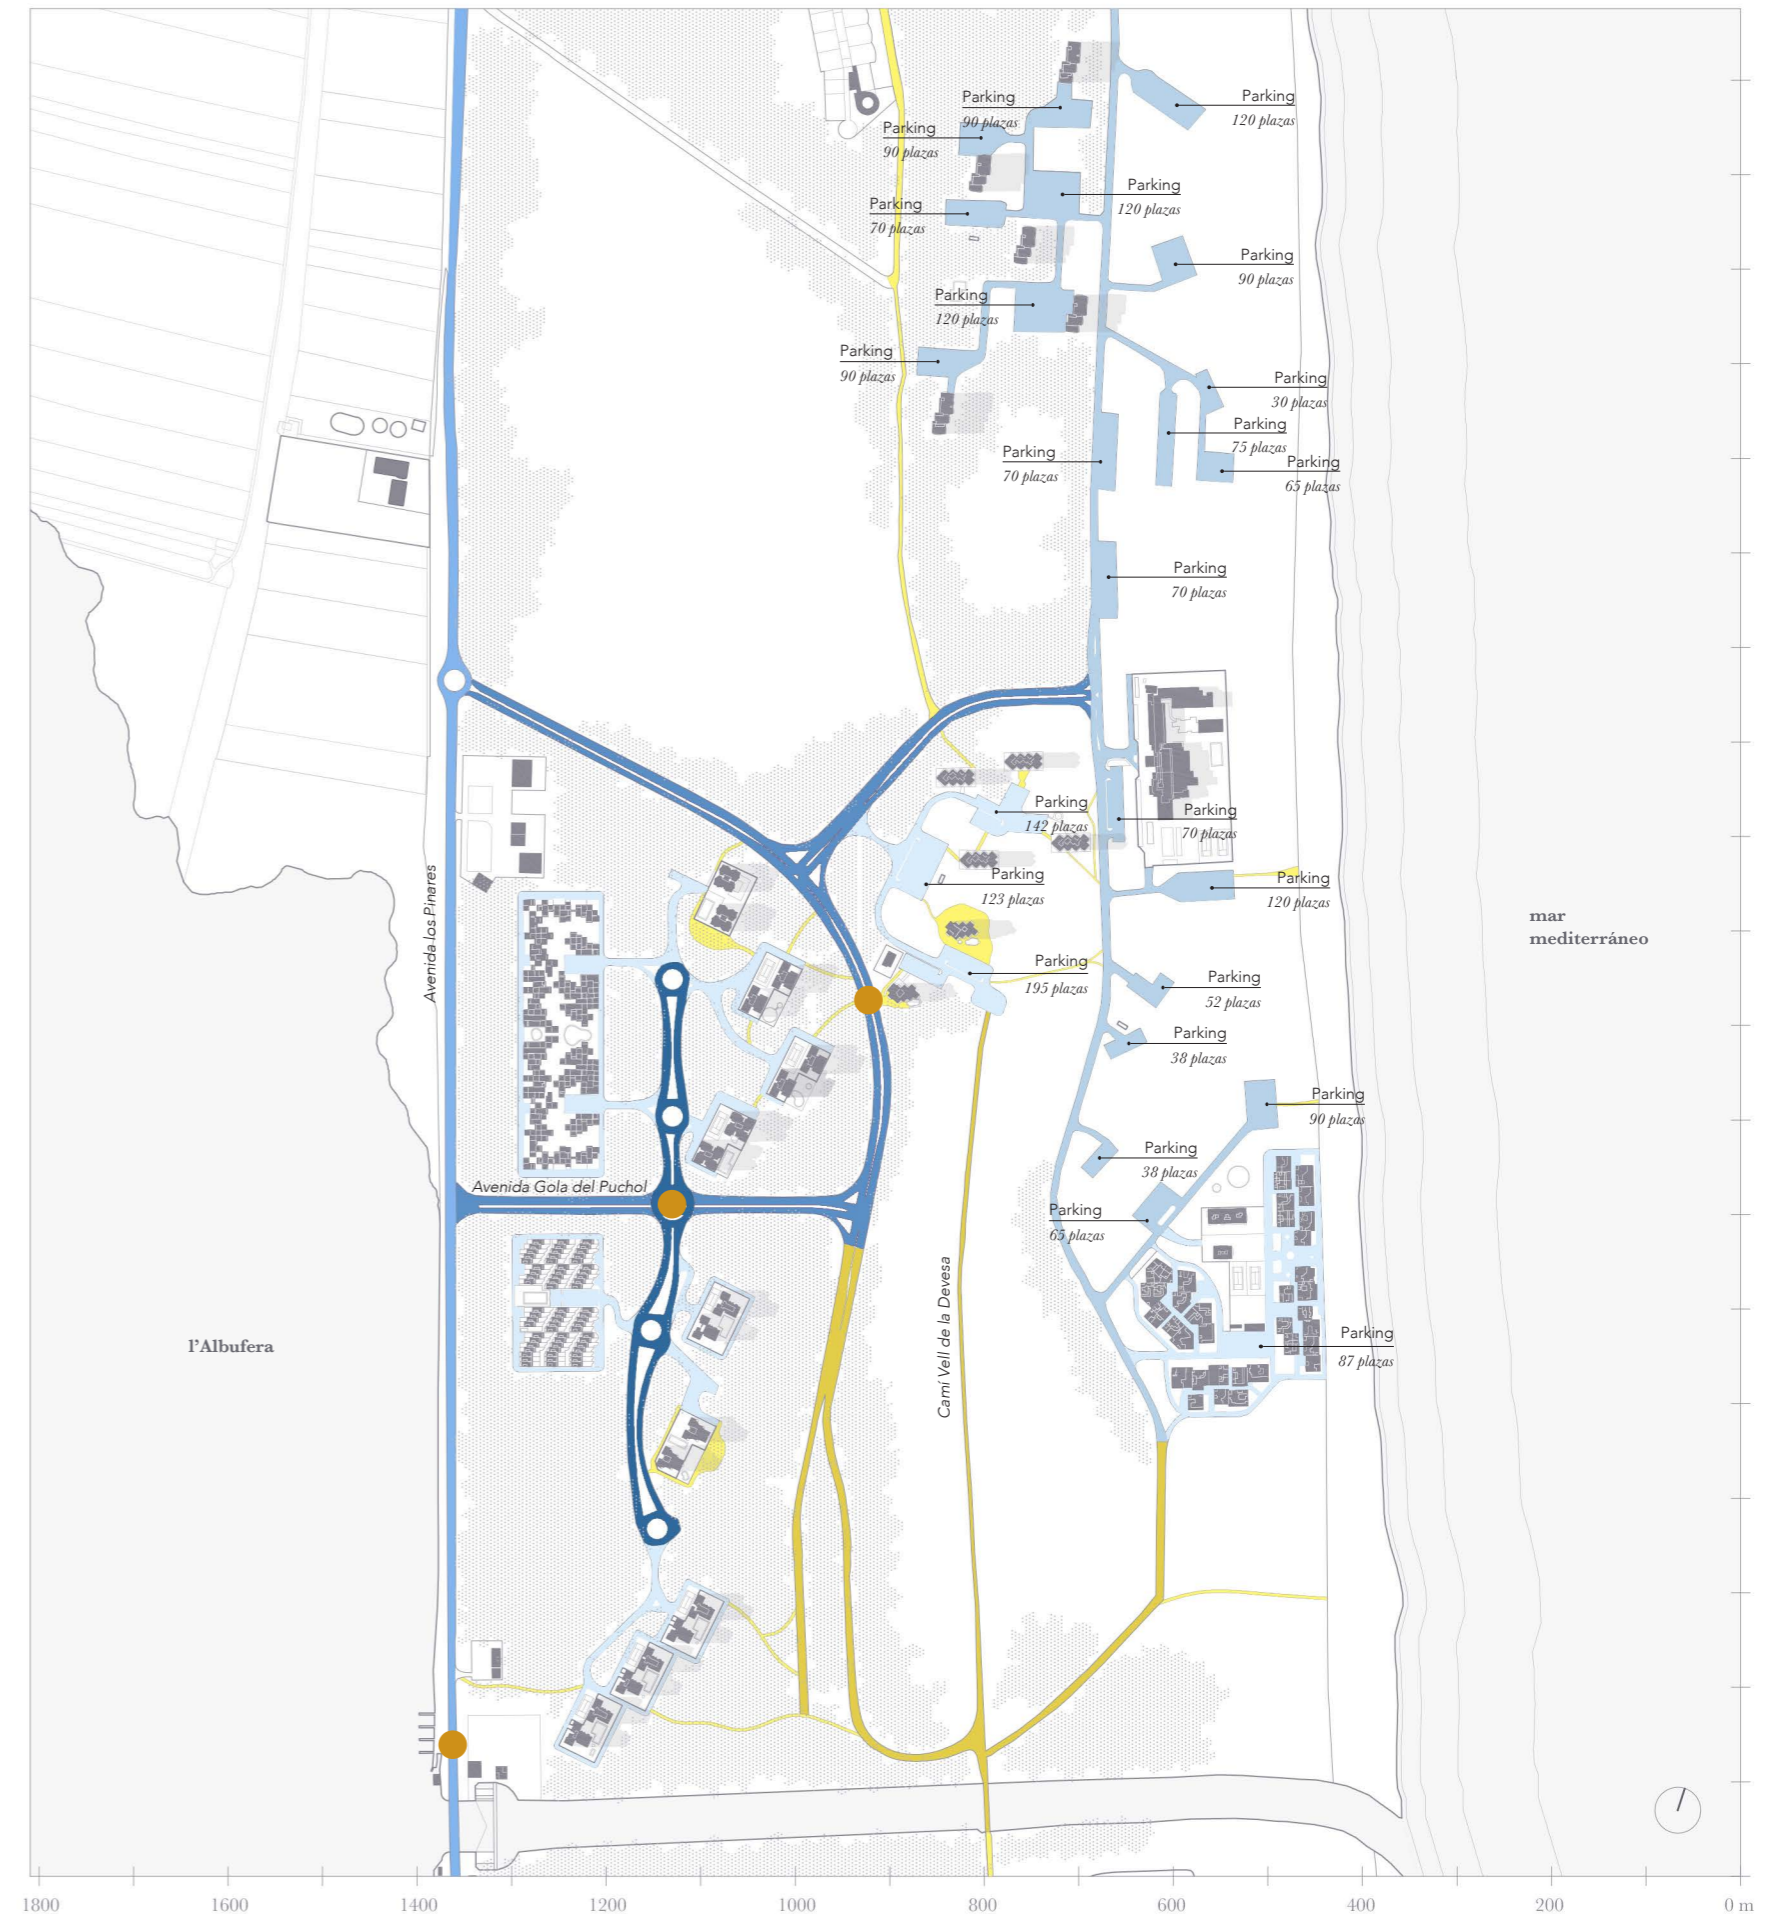 Parking
90 plazas
Parking
120 plazas
Parking
90 plazas
Parking
120 plazas
Parking
70 plazas
Parking
90 plazas
Parking
120 plazas
Parking
90 plazas
Parking
30 plazas
Parking
75 plazas
Parking
70 plazas
Parking
65 plazas
Parking
70 plazas
Parking
142 plazas
Parking
70 plazas
Parking
123 plazas
Parking
120 plazas
Avenida los Pinares
mar
mediterráneo
Parking
195 plazas
Parking
52 plazas
Parking
38 plazas
Parking
90 plazas
Parking
38 plazas
Avenida Gola del Puchol
Parking
65 plazas
Camí Vell de la Devesa
l'Albufera
Parking
87 plazas
1800
1600
1400
1200
1000
800
600
400
200
0 m